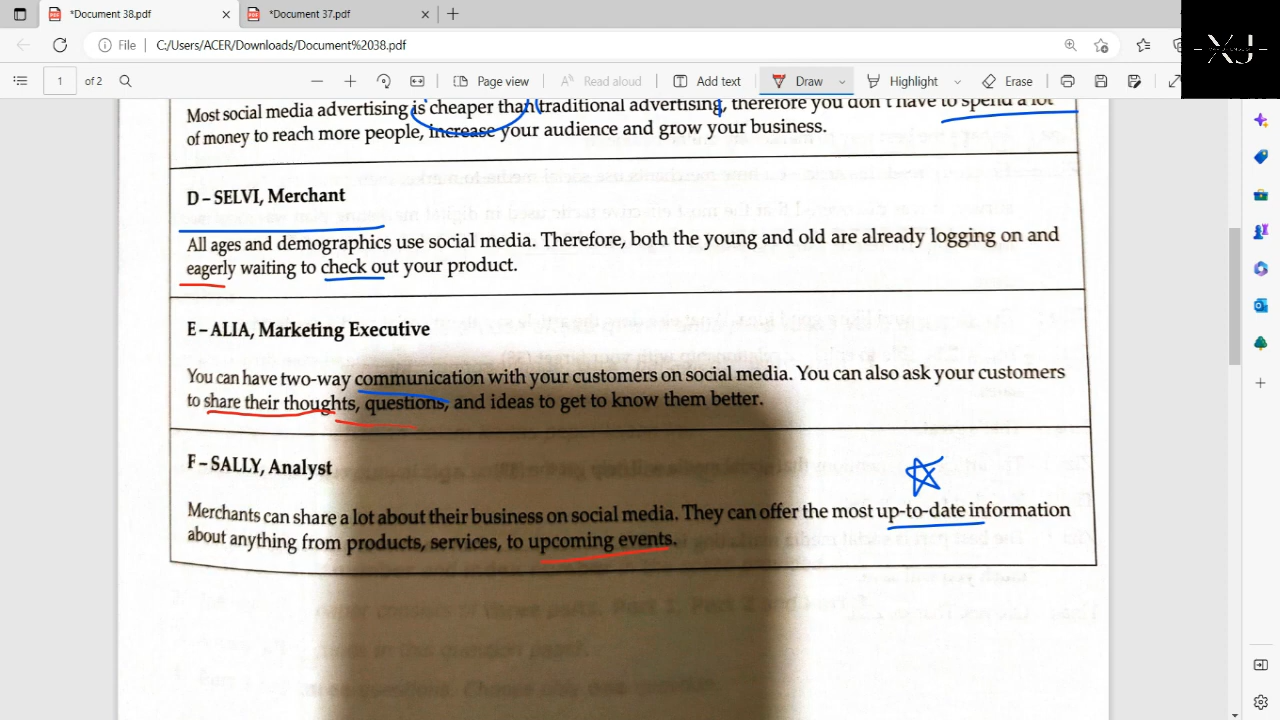 *Document 38.pdf
*Document 37.pdf
File
C:/Users/ACER/Downloads/Document%2038.pdf
XJ
1 of 2
Page view
Read aloud
Add text
Draw
Highlight
Erase
Most social media advertising is cheaper than traditional advertising, therefore you don't have to spend a lot
of money to reach more people, increase your audience and grow your business.
D – SELVI, Merchant
All ages and demographics use social media. Therefore, both the young and old are already logging on and
eagerly waiting to check out your product.
E – ALIA, Marketing Executive
You can have two-way communication with your customers on social media. You can also ask your customers
to share their thoughts, questions, and ideas to get to know them better.
F – SALLY, Analyst
Merchants can share a lot about their business on social media. They can offer the most up-to-date information
about anything from products, services, to upcoming events.